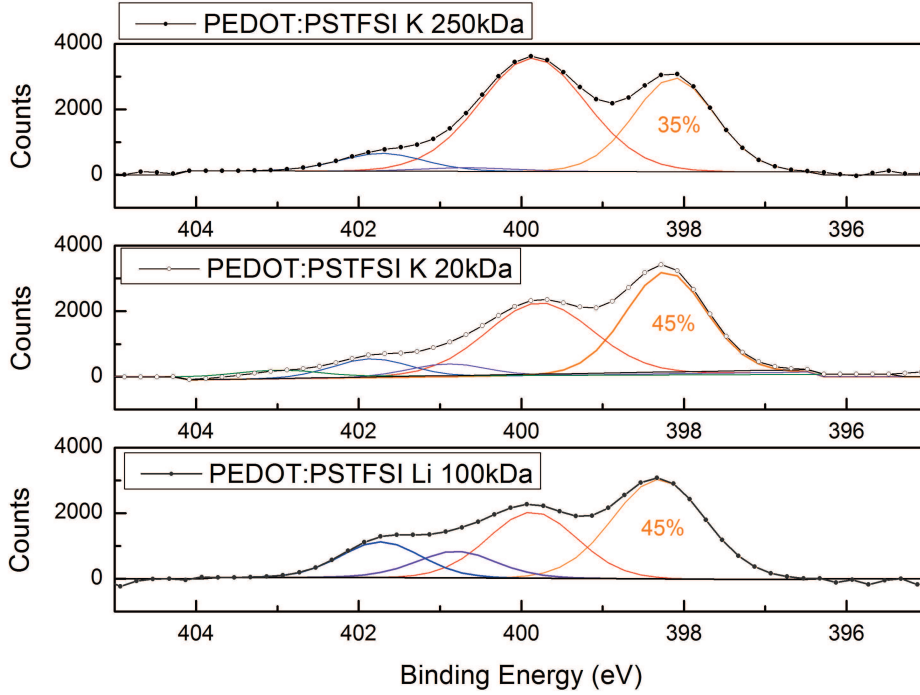 PEDOT:PSTFSI K 250kDa
4000
2000
0
Counts
35%
404 402 400 398 396
PEDOT:PSTFSI K 20kDa
4000
2000
0
Counts
45%
404 402 400 398 396
PEDOT:PSTFSI Li 100kDa
4000
2000
0
Counts
45%
404 402 400 398 396
Binding Energy (eV)